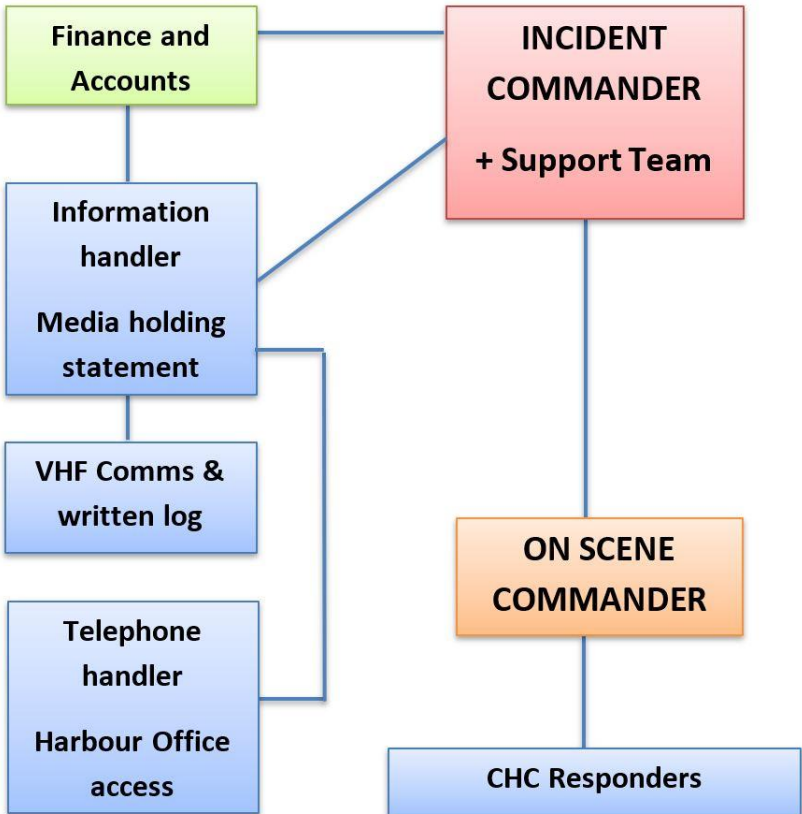 Finance and
Accounts
INCIDENT
COMMANDER
+ Support Team
Information
handler
Media holding
statement
VHF Comms &
written log
ON SCENE
COMMANDER
Telephone
handler
Harbour Office
access
CHC Responders